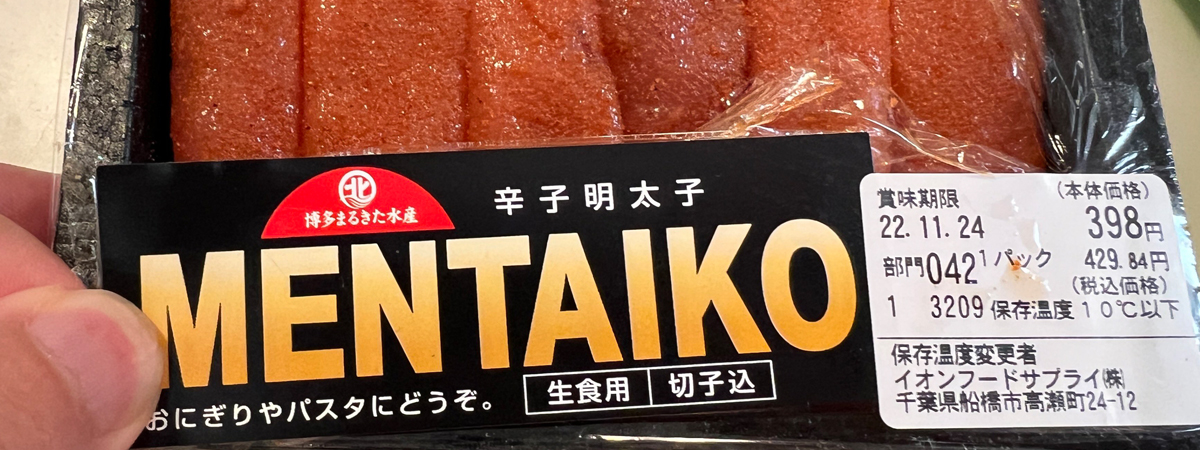 北
博多まるきた水産
辛子明太子
MENTAIKO
おにぎりやパスタにどうぞ。
生食用 切子込
賞味期限 (本体価格)
22.11.24 398円
部門042 1パック 429.84円
(税込価格)
1 3209 保存温度10℃以下
保存温度変更者
イオンフードサプライ㈱
千葉県船橋市高瀬町24-12